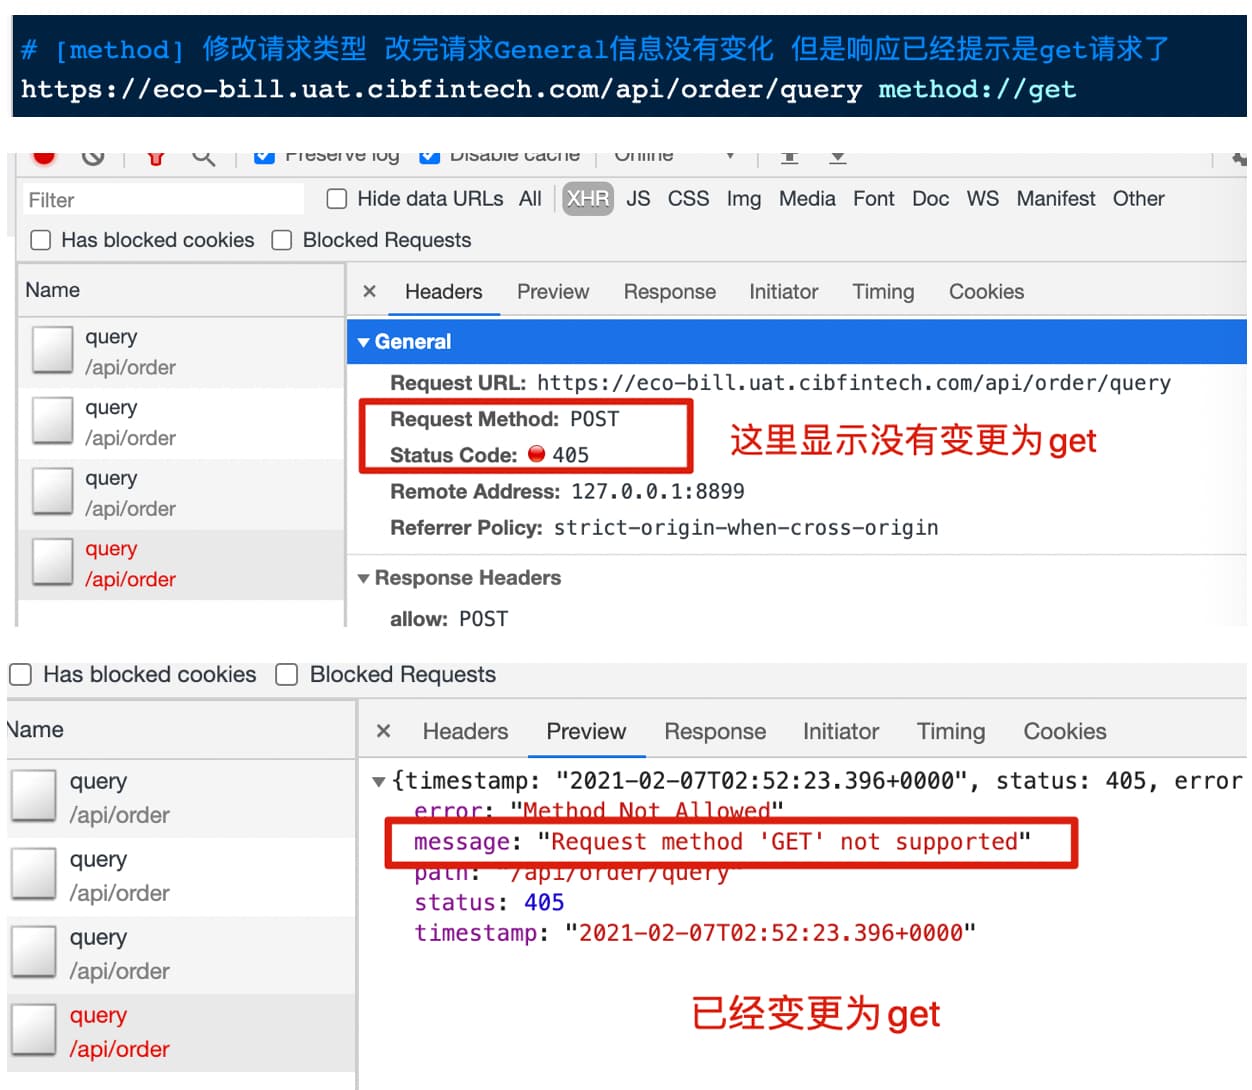 # [method] 修改请求类型 改完请求General信息没有变化 但是响应已经提示是get请求了
https://eco-bill.uat.cibfintech.com/api/order/query method://get
Preserve log Disable cache Online
Filter Hide data URLs All XHR JS CSS Img Media Font Doc WS Manifest Other
Has blocked cookies Blocked Requests
Name
query
/api/order
query
/api/order
query
/api/order
query
/api/order
× Headers Preview Response Initiator Timing Cookies
General
Request URL: https://eco-bill.uat.cibfintech.com/api/order/query
Request Method: POST
Status Code: 405
这里显示没有变更为get
Remote Address: 127.0.0.1:8899
Referrer Policy: strict-origin-when-cross-origin
Response Headers
allow: POST
Has blocked cookies Blocked Requests
Name
query
/api/order
query
/api/order
query
/api/order
query
/api/order
× Headers Preview Response Initiator Timing Cookies
{timestamp: "2021-02-07T02:52:23.396+0000", status: 405, error
error: "Method Not Allowed"
message: "Request method 'GET' not supported"
path: "/api/order/query"
status: 405
timestamp: "2021-02-07T02:52:23.396+0000"
已经变更为get